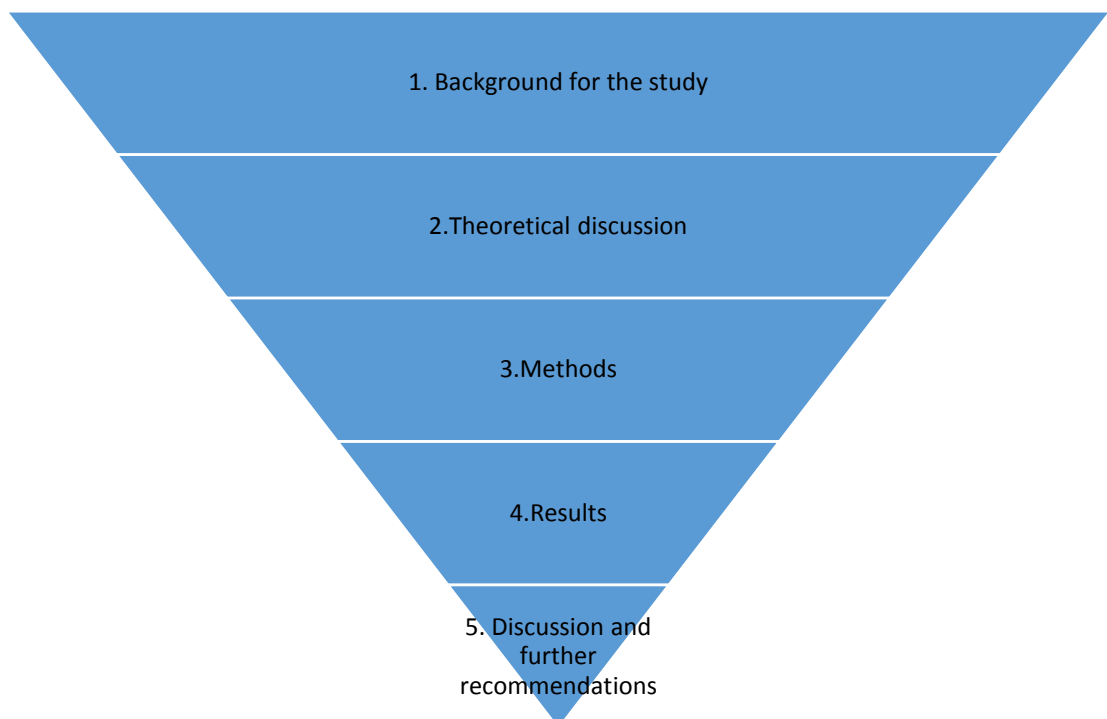 1. Background for the study
2.Theoretical discussion
3.Methods
4.Results
5. Discussion and
further
recommendations